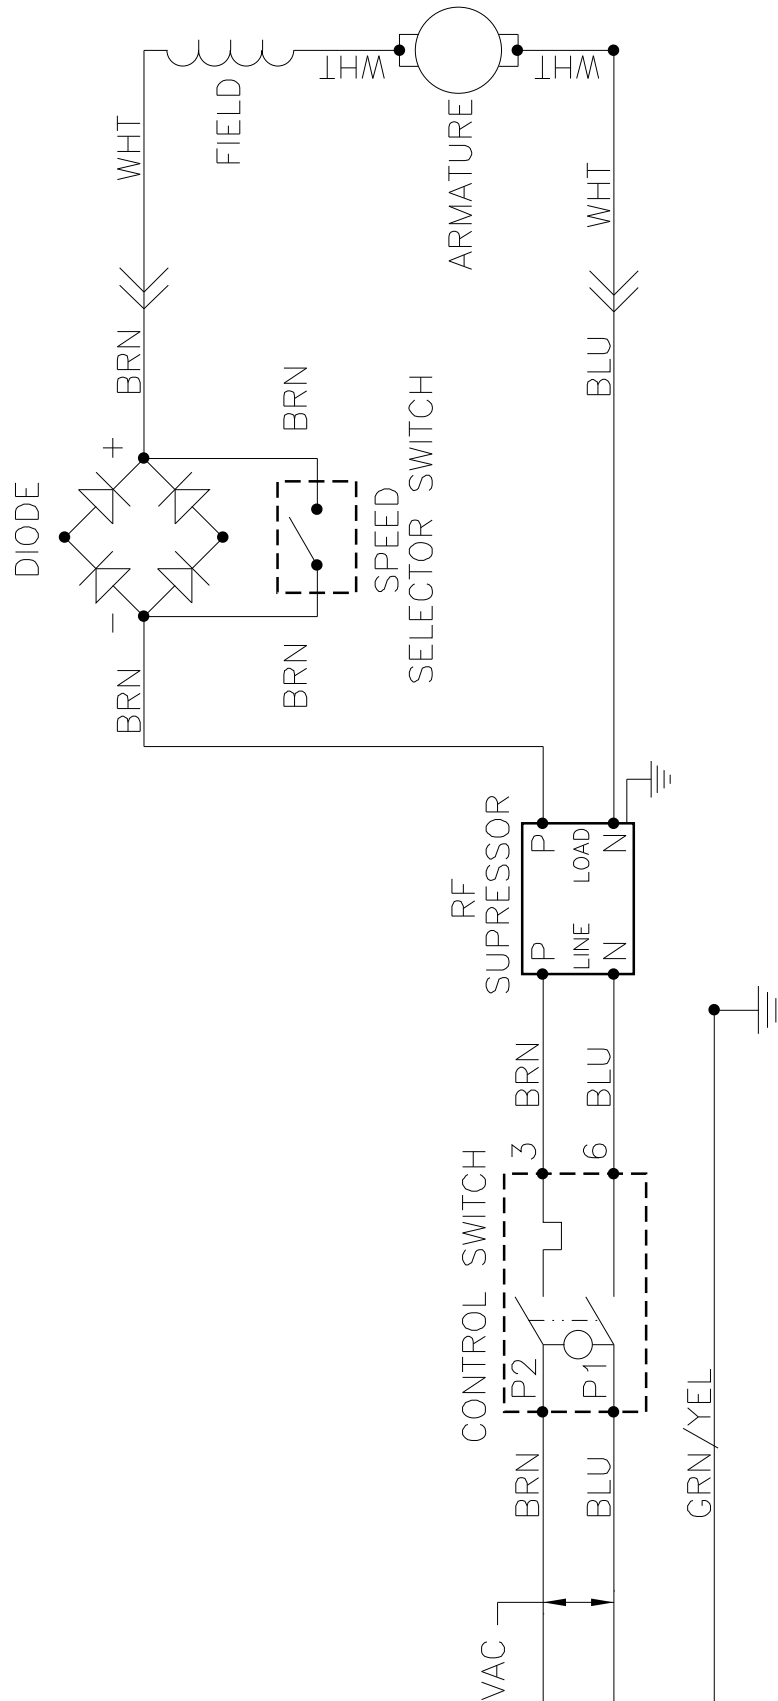 WHT
WHT
WHT
WHT
FIELD
ARMATURE
BRN
BLU
BRN
+
DIODE
SPEED
SELECTOR SWITCH
-
BRN
BRN
RF
SUPRESSOR
P
LOAD
N
P
LINE
N
BRN
BLU
3
6
CONTROL SWITCH
P2
P1
BRN
BLU
GRN/YEL
VAC